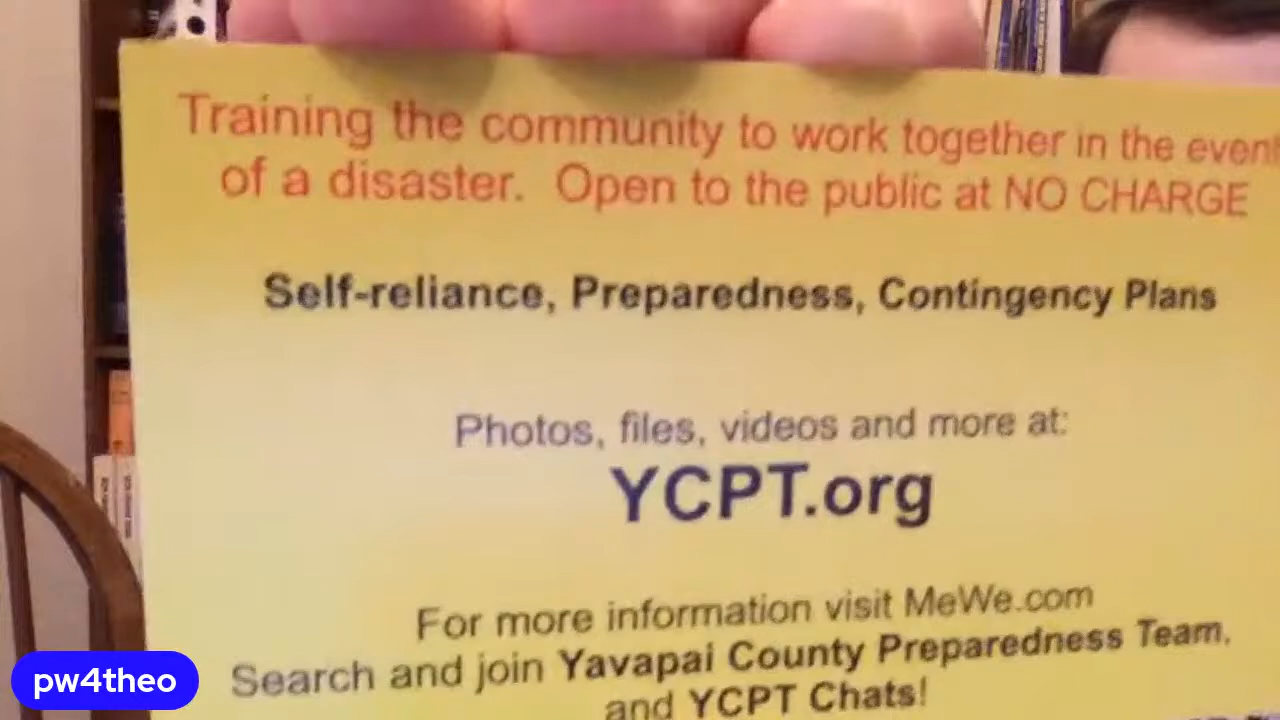 Training the community to work together in the event
of a disaster. Open to the public at NO CHARGE
Self-reliance, Preparedness, Contingency Plans
Photos, files, videos and more at:
YCPT.org
For more information visit MeWe.com
Search and join Yavapai County Preparedness Team,
and YCPT Chats!
pw4theo